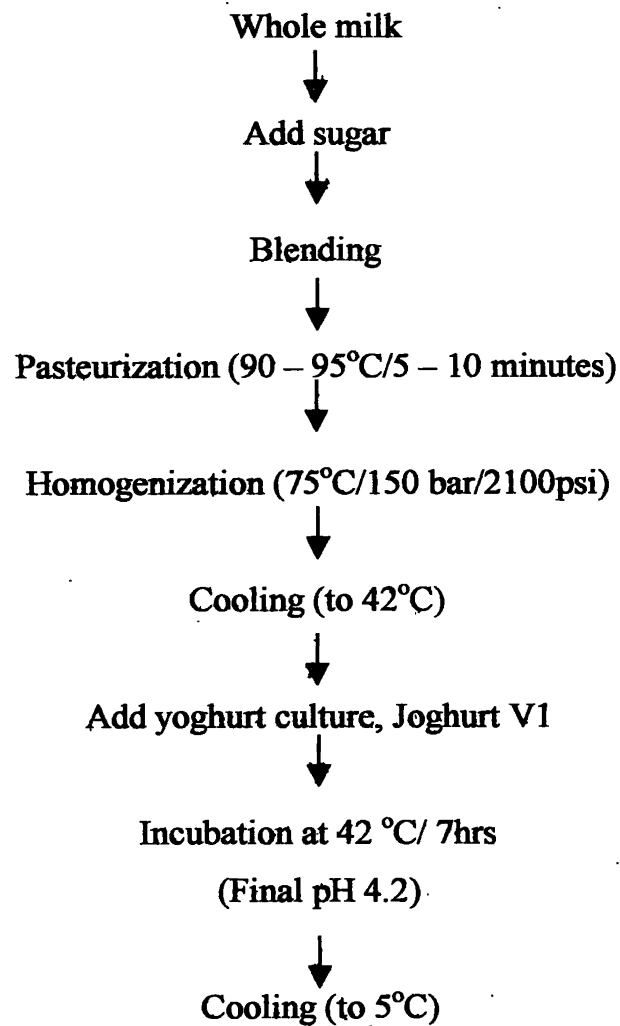 Whole milk
Add sugar
Blending
Pasteurization (90 – 95°C/5 – 10 minutes)
Homogenization (75°C/150 bar/2100psi)
Cooling (to 42°C)
Add yoghurt culture, Joghurt V1
Incubation at 42 °C/ 7hrs
(Final pH 4.2)
Cooling (to 5°C)